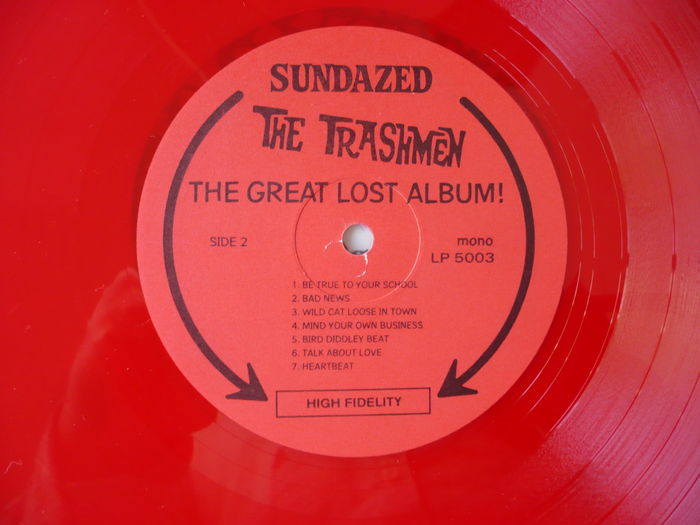 SUNDAZED
THE TRASHMEN
THE GREAT LOST ALBUM!
SIDE 2
mono
LP 5003
1. BE TRUE TO YOUR SCHOOL
2. BAD NEWS
3. WILD CAT LOOSE IN TOWN
4. MIND YOUR OWN BUSINESS
5. BIRD DIDDLEY BEAT
6. TALK ABOUT LOVE
7. HEARTBEAT
HIGH FIDELITY